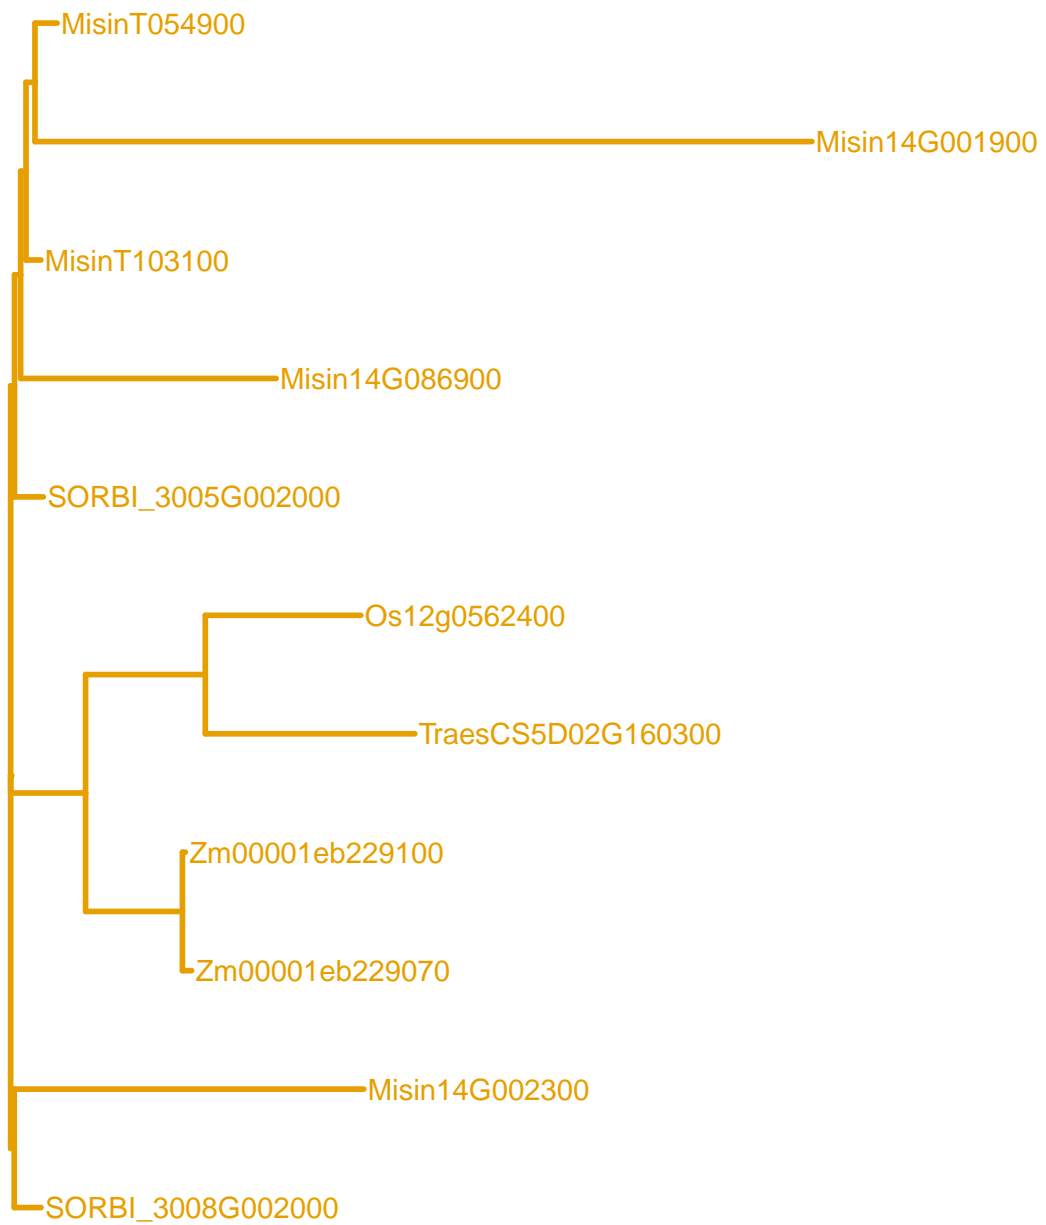 MisinT054900
Misin14G001900
MisinT103100
Misin14G086900
SORBI_3005G002000
Os12g0562400
TraesCS5D02G160300
Zm00001eb229100
Zm00001eb229070
Misin14G002300
SORBI_3008G002000